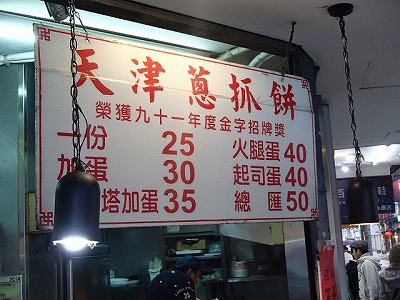 天津蔥抓餅
榮獲九十一年度金字招牌獎
一份 25 火腿蛋 40
加蛋 30 起司蛋 40
塔加蛋 35 總匯 50